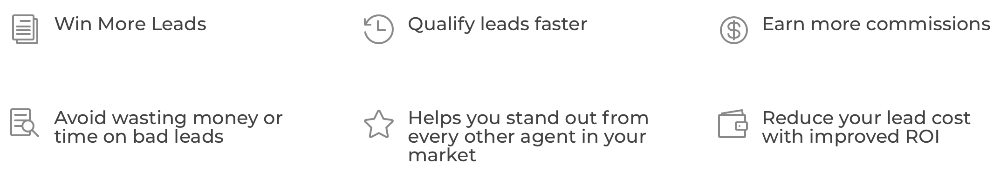 Win More Leads
Qualify leads faster
Earn more commissions
Avoid wasting money or
time on bad leads
Helps you stand out from
every other agent in your
market
Reduce your lead cost
with improved ROI